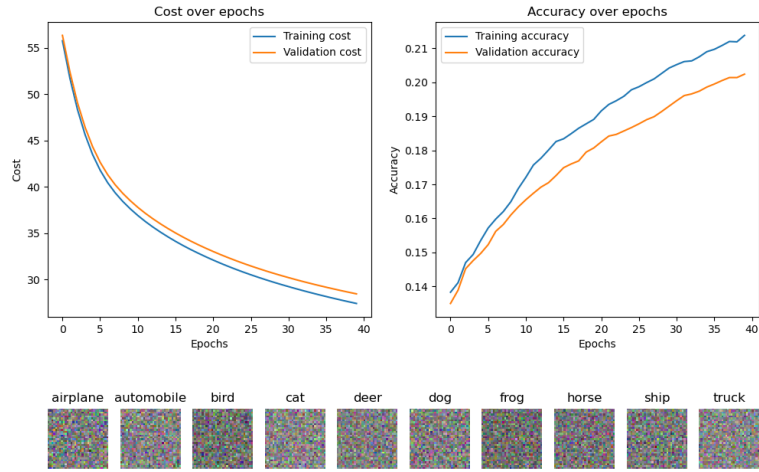 Cost over epochs
Training cost
Validation cost
Cost
55
50
45
40
35
30
0 5 10 15 20 25 30 35 40
Epochs
Accuracy over epochs
Training accuracy
Validation accuracy
Accuracy
0.21
0.20
0.19
0.18
0.17
0.16
0.15
0.14
0 5 10 15 20 25 30 35 40
Epochs
airplane automobile bird cat deer dog frog horse ship truck